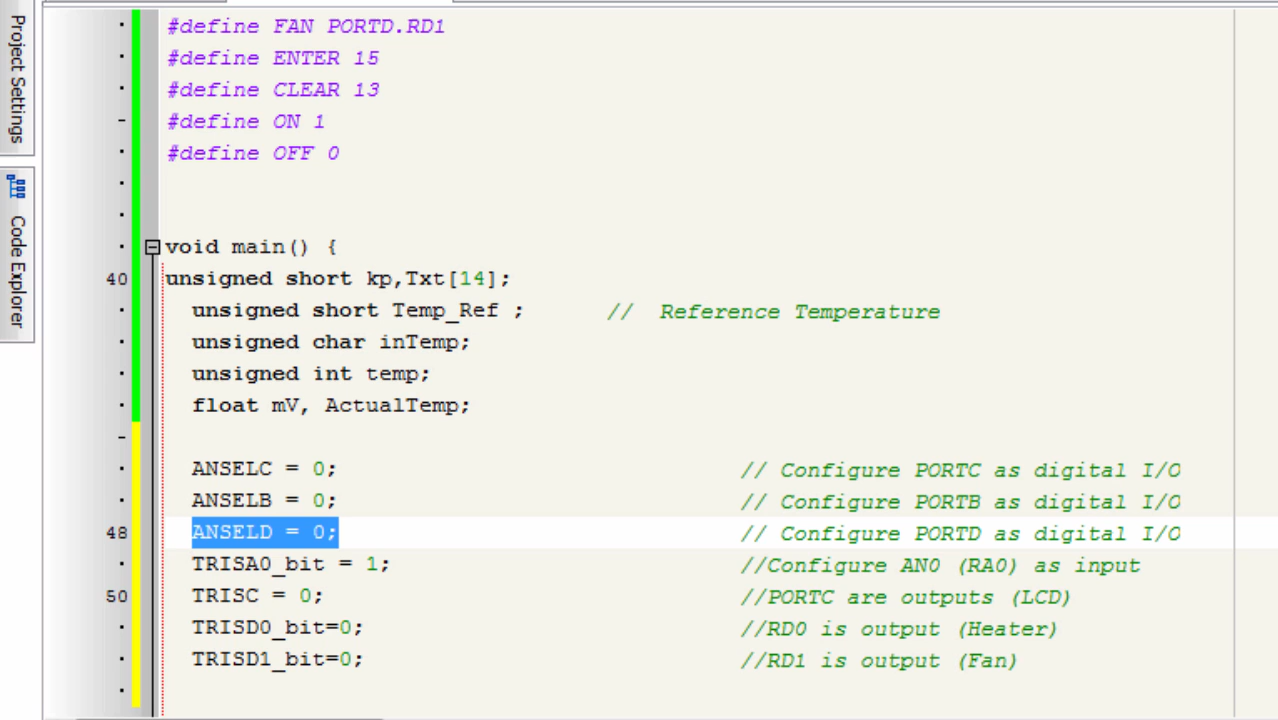 Project Settings
Code Explorer
#define FAN PORTD.RD1
#define ENTER 15
#define CLEAR 13
#define ON 1
#define OFF 0
void main() {
40 unsigned short kp,Txt[14];
unsigned short Temp_Ref ; // Reference Temperature
unsigned char inTemp;
unsigned int temp;
float mV, ActualTemp;
ANSELC = 0; // Configure PORTC as digital I/O
ANSELB = 0; // Configure PORTB as digital I/O
48 ANSELD = 0; // Configure PORTD as digital I/O
TRISA0_bit = 1; //Configure AN0 (RA0) as input
50 TRISC = 0; //PORTC are outputs (LCD)
TRISD0_bit=0; //RD0 is output (Heater)
TRISD1_bit=0; //RD1 is output (Fan)